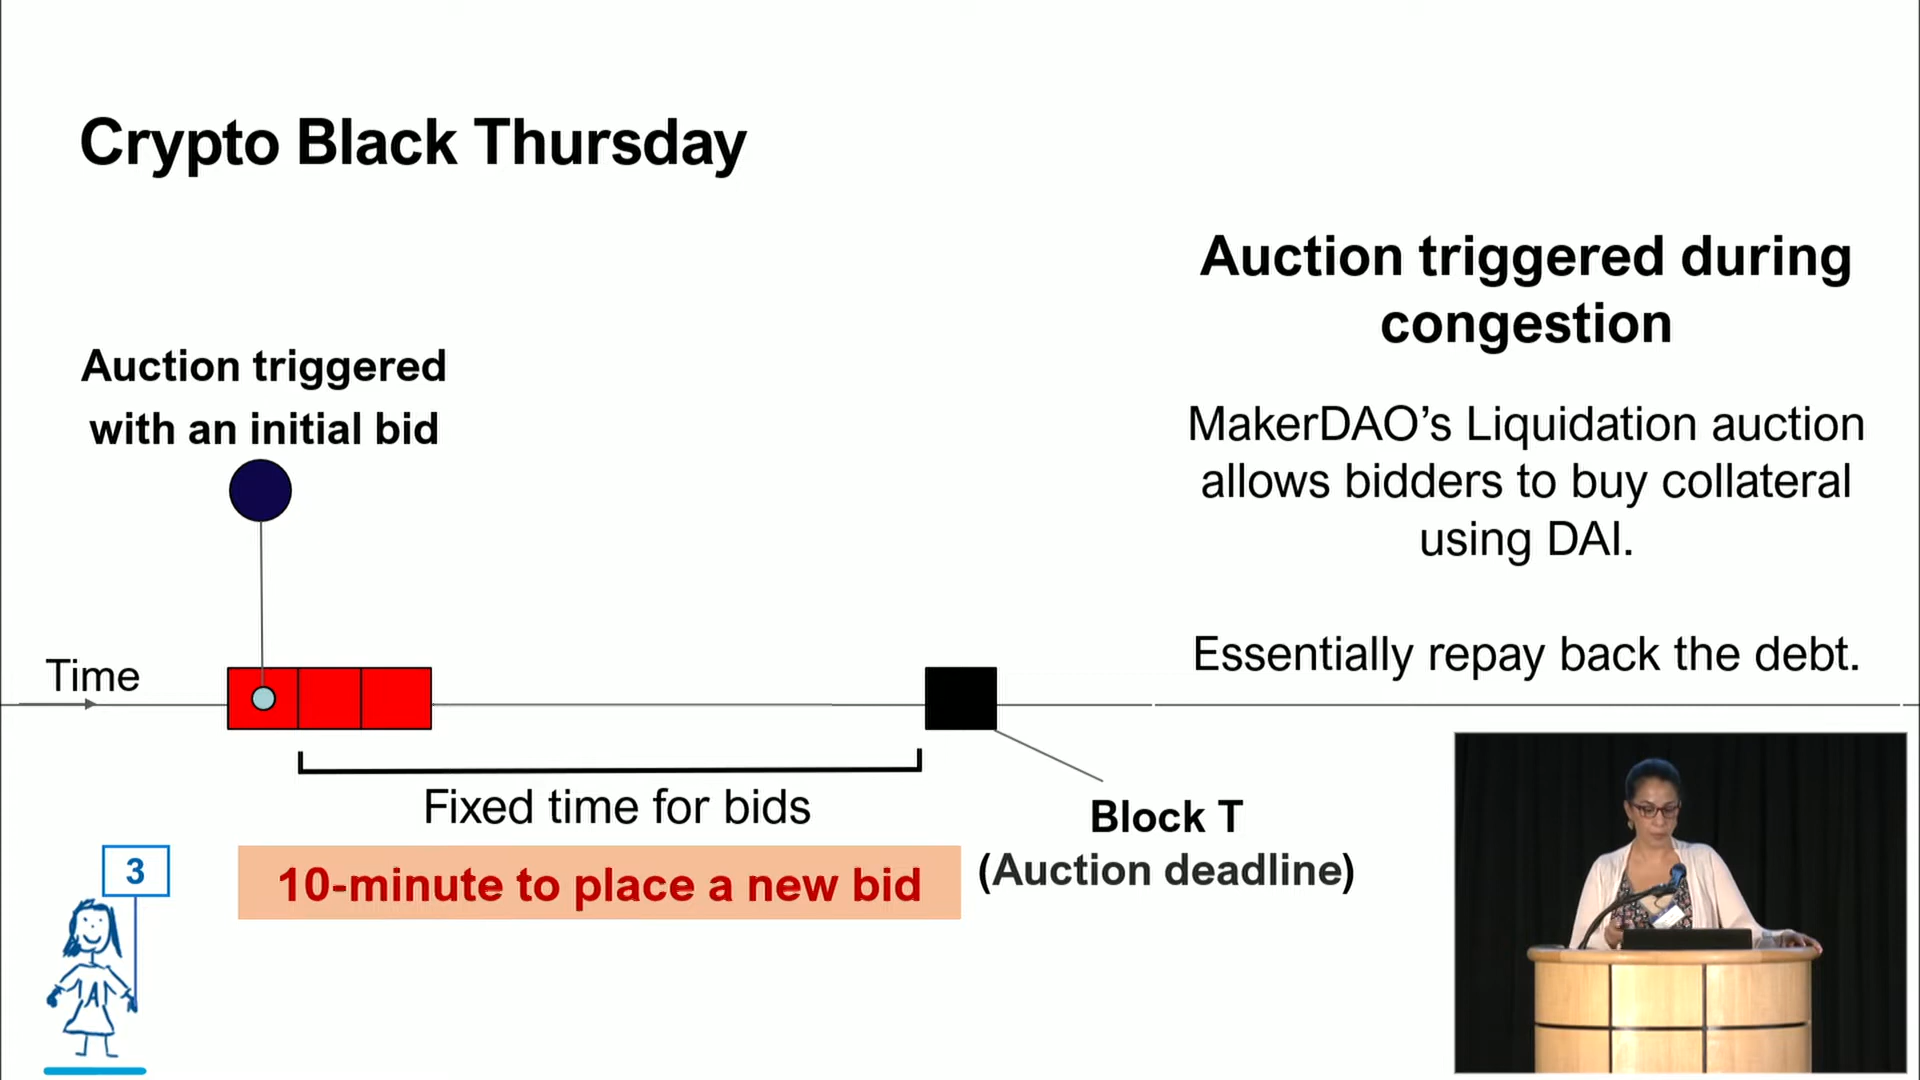 Crypto Black Thursday
Auction triggered during
congestion
MakerDAO’s Liquidation auction
allows bidders to buy collateral
using DAI.
Essentially repay back the debt.
Auction triggered
with an initial bid
Time
Fixed time for bids
10-minute to place a new bid
Block T
(Auction deadline)
3
A